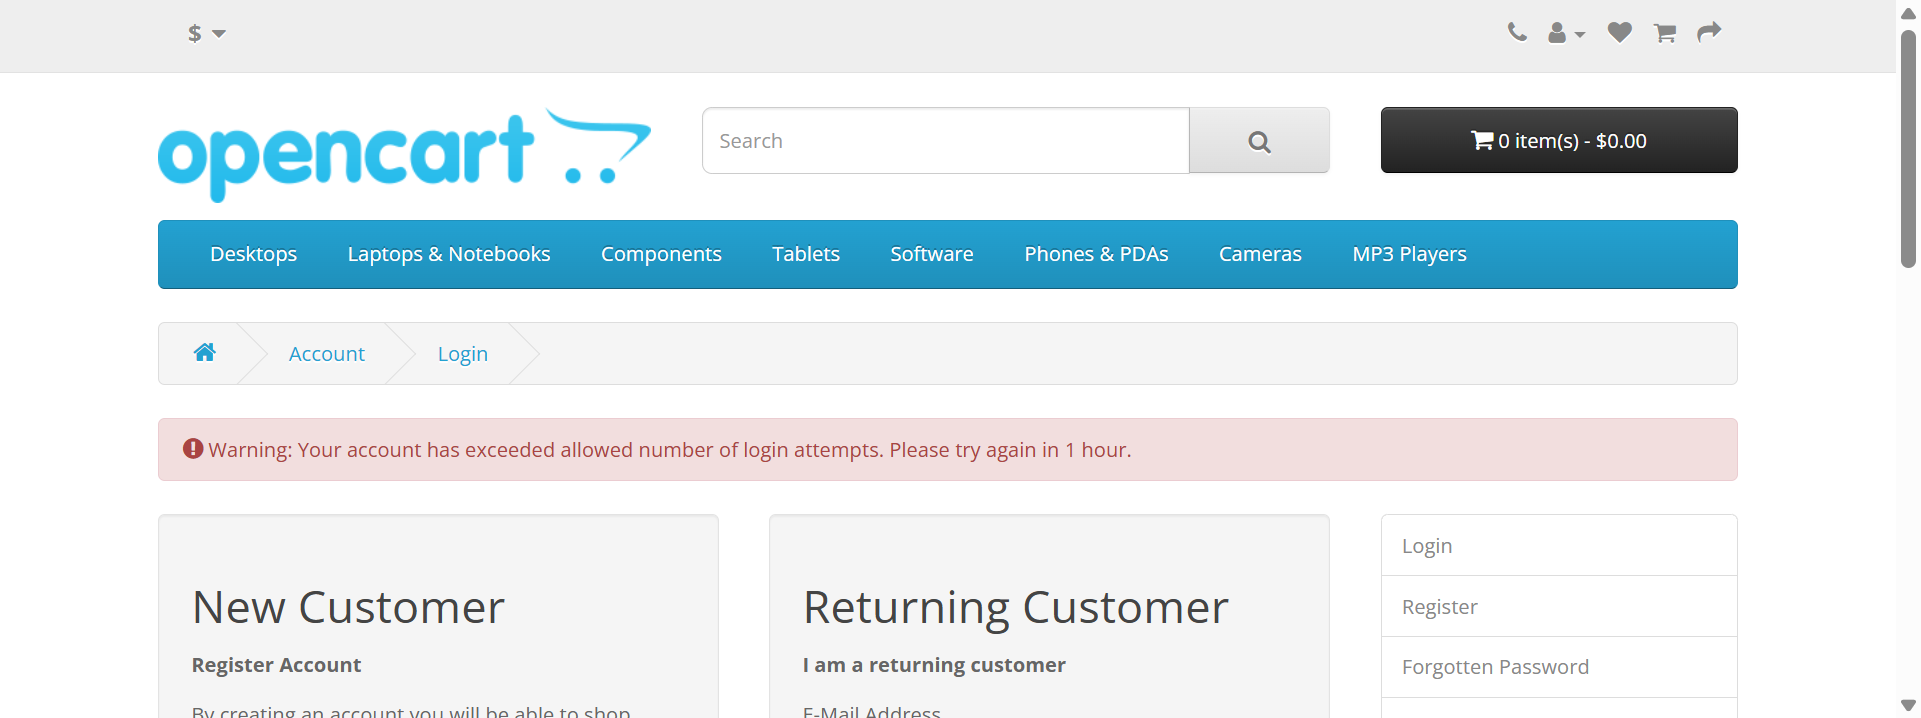 $
opencart
Search
0 item(s) - $0.00
Desktops
Laptops & Notebooks
Components
Tablets
Software
Phones & PDAs
Cameras
MP3 Players
Account
Login
Warning: Your account has exceeded allowed number of login attempts. Please try again in 1 hour.
New Customer
Register Account
By creating an account you will be able to shop
Returning Customer
I am a returning customer
E-Mail Address
Login
Register
Forgotten Password